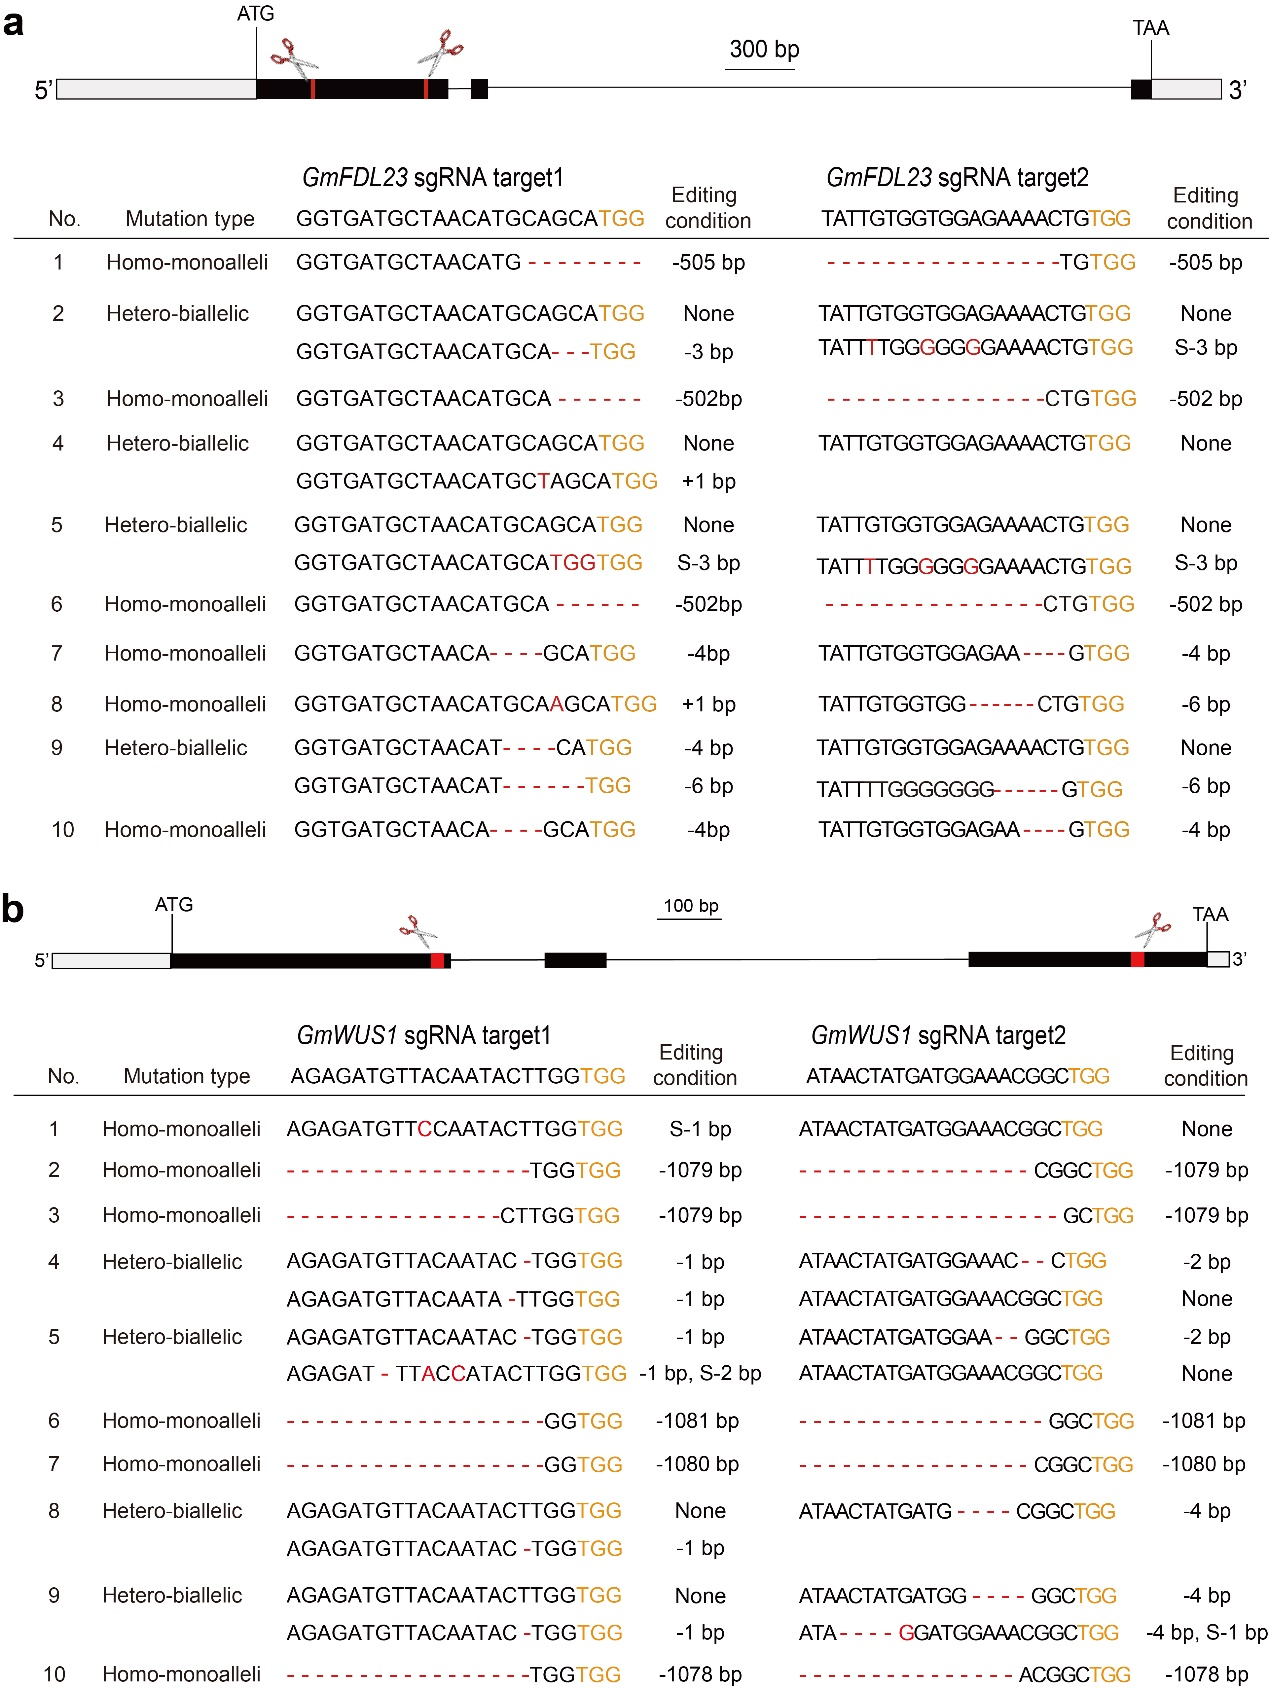 a
ATG
TAA
300 bp
5’
3’
GmFDL23 sgRNA target1
GmFDL23 sgRNA target2
Editing condition
Editing condition
No. Mutation type GGTGATGCTAACATGCAGCATGG TATTGTGGTGGAGAAAACTGTGG
1 Homo-monoalleli GGTGATGCTAACATG-------- -505 bp ----------------TGTGG -505 bp
2 Hetero-biallelic GGTGATGCTAACATGCAGCATGG None TATTGTGGTGGAGAAAACTGTGG None
GGTGATGCTAACATGCA---TGG -3 bp TATTTTGGGGGGGGAAAACTGTGG S-3 bp
3 Homo-monoalleli GGTGATGCTAACATGCA------ -502bp ---------------CTGTGG -502 bp
4 Hetero-biallelic GGTGATGCTAACATGCAGCATGG None TATTGTGGTGGAGAAAACTGTGG None
GGTGATGCTAACATGCTAGCATGG +1 bp
5 Hetero-biallelic GGTGATGCTAACATGCAGCATGG None TATTGTGGTGGAGAAAACTGTGG None
GGTGATGCTAACATGCATGGTGG S-3 bp TATTTTGGGGGGGGAAAACTGTGG S-3 bp
6 Homo-monoalleli GGTGATGCTAACATGCA------ -502bp ---------------CTGTGG -502 bp
7 Homo-monoalleli GGTGATGCTAACA----GCATGG -4bp TATTGTGGTGGAGAA----GTGG -4 bp
8 Homo-monoalleli GGTGATGCTAACATGCAAGCATGG +1 bp TATTGTGGTGG------CTGTGG -6 bp
9 Hetero-biallelic GGTGATGCTAACAT----CATGG -4 bp TATTGTGGTGGAGAAAACTGTGG None
GGTGATGCTAACAT------TGG -6 bp TATTTTGGGGGGG------GTGG -6 bp
10 Homo-monoalleli GGTGATGCTAACA----GCATGG -4bp TATTGTGGTGGAGAA----GTGG -4 bp
b
ATG
100 bp
TAA
5’
3’
GmWUS1 sgRNA target1
GmWUS1 sgRNA target2
Editing condition
Editing condition
No. Mutation type AGAGATGTTACAATACTTGGTGG ATAACTATGATGGAAACGGCTGG
1 Homo-monoalleli AGAGATGTTCCAATACTTGGTGG S-1 bp ATAACTATGATGGAAACGGCTGG None
2 Homo-monoalleli -----------------TGGTGG -1079 bp ----------------CGGCTGG -1079 bp
3 Homo-monoalleli ---------------CTTGGTGG -1079 bp ------------------GCTGG -1079 bp
4 Hetero-biallelic AGAGATGTTACAATAC-TGGTGG -1 bp ATAACTATGATGGAAAC--CTGG -2 bp
AGAGATGTTACAATA-TTGGTGG -1 bp ATAACTATGATGGAAACGGCTGG None
5 Hetero-biallelic AGAGATGTTACAATAC-TGGTGG -1 bp ATAACTATGATGGAA--GGCTGG -2 bp
AGAGAT-TTACCATACTTGGTGG -1 bp, S-2 bp ATAACTATGATGGAAACGGCTGG None
6 Homo-monoalleli ------------------GGTGG -1081 bp -----------------GGCTGG -1081 bp
7 Homo-monoalleli ------------------GGTGG -1080 bp ----------------CGGCTGG -1080 bp
8 Hetero-biallelic AGAGATGTTACAATACTTGGTGG None ATAACTATGATG----CGGCTGG -4 bp
AGAGATGTTACAATAC-TGGTGG -1 bp
9 Hetero-biallelic AGAGATGTTACAATACTTGGTGG None ATAACTATGATGG----GGCTGG -4 bp
AGAGATGTTACAATAC-TGGTGG -1 bp ATA----GGATGGAAACGGCTGG -4 bp, S-1 bp
10 Homo-monoalleli -----------------TGGTGG -1078 bp ---------------ACGGCTGG -1078 bp